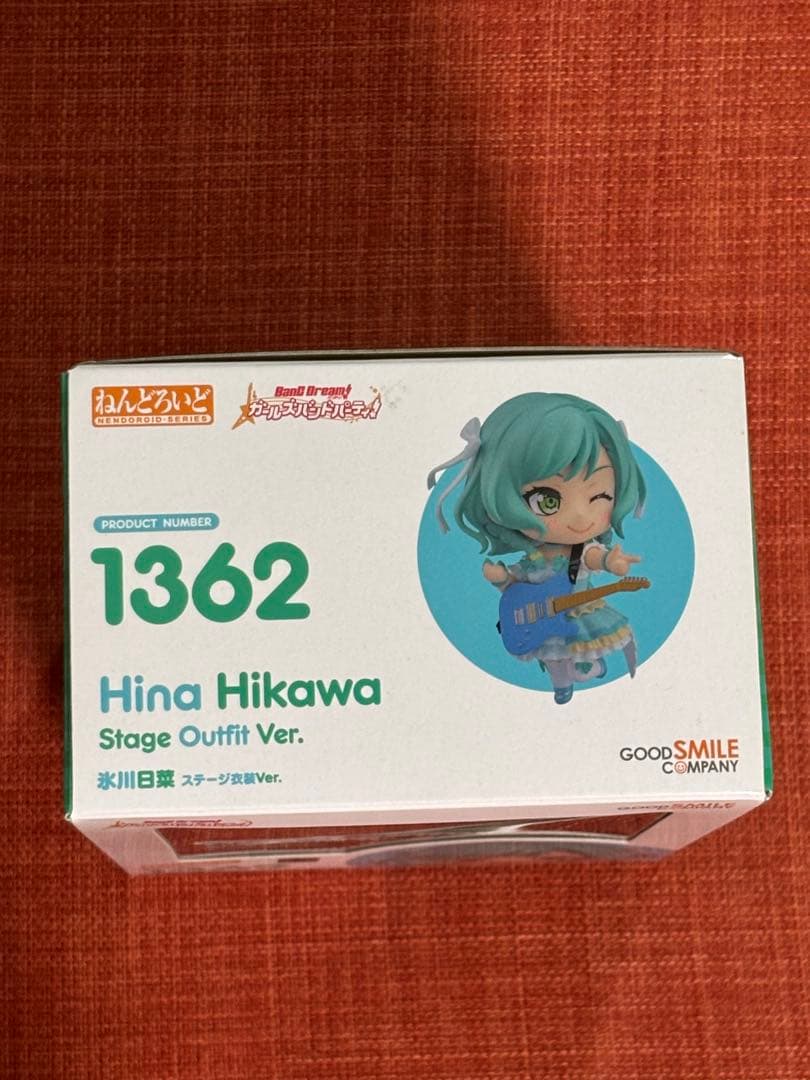 ねんどろいど
NENDOROID·SERIES
BanG Dream!
ガールズバンドパーティ!
PRODUCT NUMBER
1362
Hina Hikawa
Stage Outfit Ver.
氷川日菜 ステージ衣装Ver.
GOOD SMILE
COMPANY